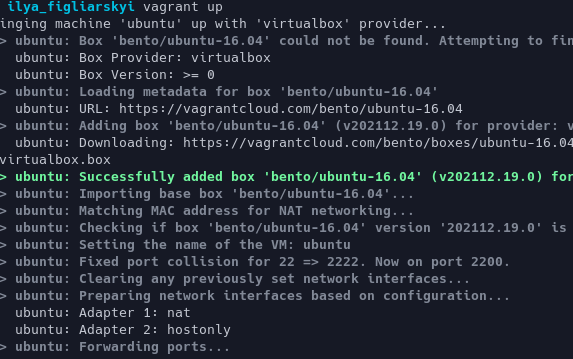 ilya_figliarskyi vagrant up
inging machine 'ubuntu' up with 'virtualbox' provider...
> ubuntu: Box 'bento/ubuntu-16.04' could not be found. Attempting to fin
ubuntu: Box Provider: virtualbox
ubuntu: Box Version: >= 0
> ubuntu: Loading metadata for box 'bento/ubuntu-16.04'
ubuntu: URL: https://vagrantcloud.com/bento/ubuntu-16.04
> ubuntu: Adding box 'bento/ubuntu-16.04' (v202112.19.0) for provider: v
ubuntu: Downloading: https://vagrantcloud.com/bento/boxes/ubuntu-16.04
virtualbox.box
> ubuntu: Successfully added box 'bento/ubuntu-16.04' (v202112.19.0) for
> ubuntu: Importing base box 'bento/ubuntu-16.04'...
> ubuntu: Matching MAC address for NAT networking...
> ubuntu: Checking if box 'bento/ubuntu-16.04' version '202112.19.0' is
> ubuntu: Setting the name of the VM: ubuntu
> ubuntu: Fixed port collision for 22 => 2222. Now on port 2200.
> ubuntu: Clearing any previously set network interfaces...
> ubuntu: Preparing network interfaces based on configuration...
ubuntu: Adapter 1: nat
ubuntu: Adapter 2: hostonly
> ubuntu: Forwarding ports...